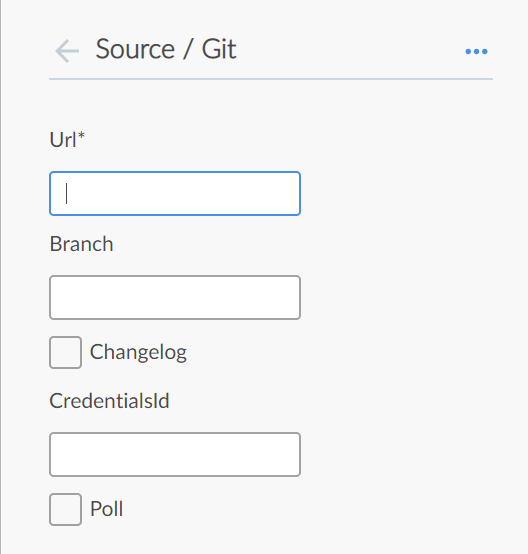 Source / Git
Url*
Branch
Changelog
CredentialsId
Poll